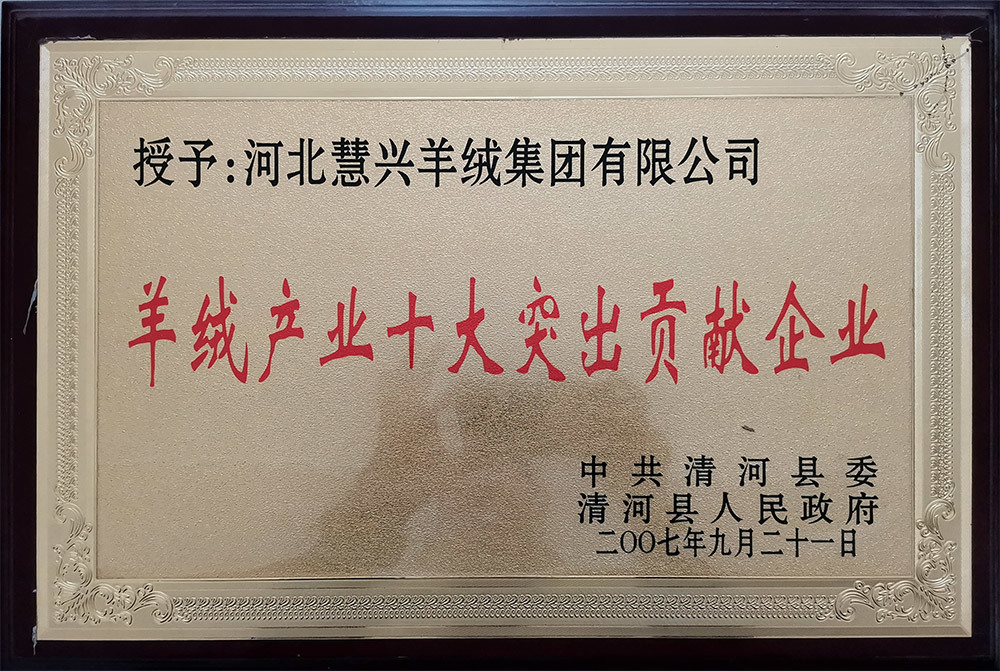 授予:河北慧兴羊绒集团有限公司
羊绒产业十大突出贡献企业
中共清河县委
清河县人民政府
二〇〇七年九月二十一日